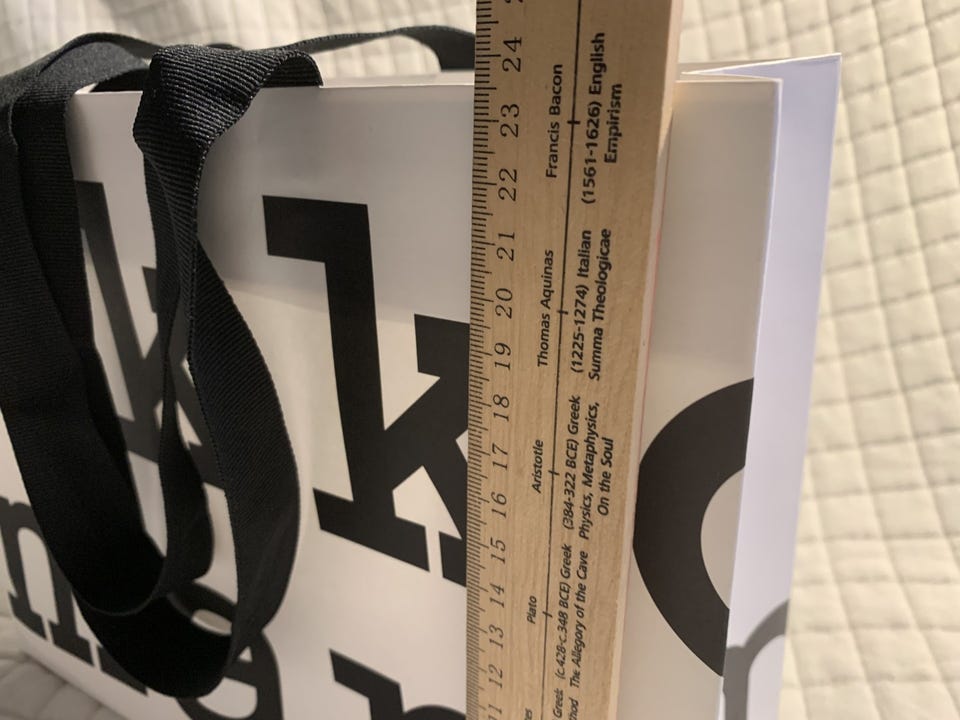 k
k
n
11 12 13 14 15 16 17 18 19 20 21 22 23 24
Greek
Plato
(c.428-c.348 BCE) Greek
The Allegory of the Cave
Aristotle
(384-322 BCE) Greek
Physics, Metaphysics,
On the Soul
Thomas Aquinas
(1225-1274) Italian
Summa Theologicae
Francis Bacon
(1561-1626) English
Empirism